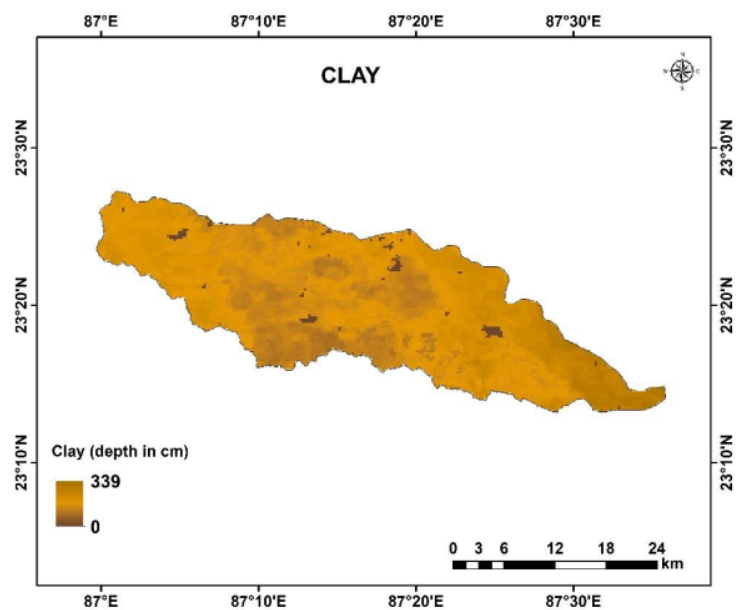 87°E 87°10'E 87°20'E 87°30'E
CLAY
N
W E
S
23°30'N 23°30'N
23°20'N 23°20'N
23°10'N 23°10'N
Clay (depth in cm)
339
0
0 3 6 12 18 24
km
87°E 87°10'E 87°20'E 87°30'E